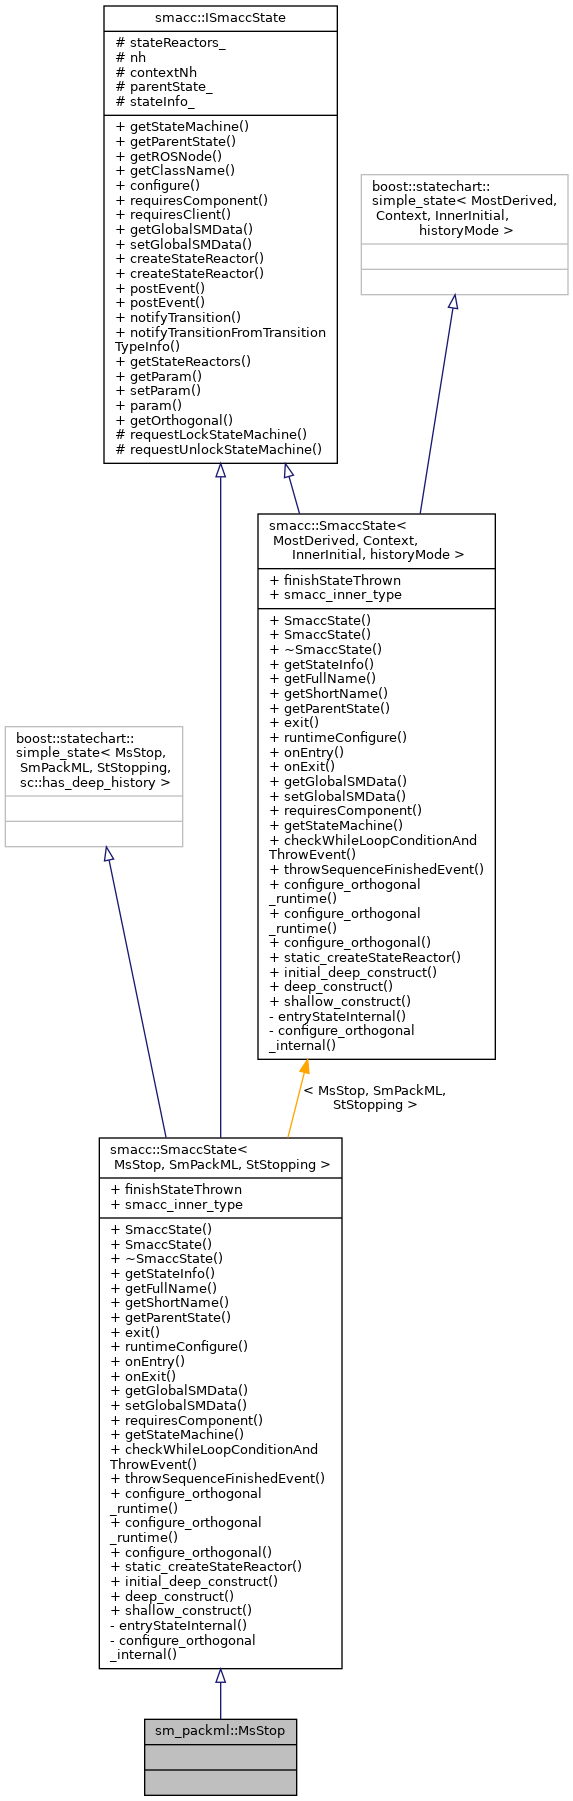 smacc::ISmaccState
# stateReactors_
# nh
# contextNh
# parentState_
# stateInfo_
+ getStateMachine()
+ getParentState()
+ getROSNode()
+ getClassName()
+ configure()
+ requiresComponent()
+ requiresClient()
+ getGlobalSMData()
+ setGlobalSMData()
+ createStateReactor()
+ createStateReactor()
+ postEvent()
+ postEvent()
+ notifyTransition()
+ notifyTransitionFromTransition
TypeInfo()
+ getStateReactors()
+ getParam()
+ setParam()
+ param()
+ getOrthogonal()
# requestLockStateMachine()
# requestUnlockStateMachine()
boost::statechart::
simple_state< MostDerived,
Context, InnerInitial,
historyMode >
smacc::SmaccState<
MostDerived, Context,
InnerInitial, historyMode >
+ finishStateThrown
+ smacc_inner_type
+ SmaccState()
+ SmaccState()
+ ~SmaccState()
+ getStateInfo()
+ getFullName()
+ getShortName()
+ getParentState()
+ exit()
+ runtimeConfigure()
+ onEntry()
+ onExit()
+ getGlobalSMData()
+ setGlobalSMData()
+ requiresComponent()
+ getStateMachine()
+ checkWhileLoopConditionAnd
ThrowEvent()
+ throwSequenceFinishedEvent()
+ configure_orthogonal
_runtime()
+ configure_orthogonal
_runtime()
+ configure_orthogonal()
+ static_createStateReactor()
+ initial_deep_construct()
+ deep_construct()
+ shallow_construct()
- entryStateInternal()
- configure_orthogonal
_internal()
boost::statechart::
simple_state< MsStop,
SmPackML, StStopping,
sc::has_deep_history >
< MsStop, SmPackML,
StStopping >
smacc::SmaccState<
MsStop, SmPackML, StStopping >
+ finishStateThrown
+ smacc_inner_type
+ SmaccState()
+ SmaccState()
+ ~SmaccState()
+ getStateInfo()
+ getFullName()
+ getShortName()
+ getParentState()
+ exit()
+ runtimeConfigure()
+ onEntry()
+ onExit()
+ getGlobalSMData()
+ setGlobalSMData()
+ requiresComponent()
+ getStateMachine()
+ checkWhileLoopConditionAnd
ThrowEvent()
+ throwSequenceFinishedEvent()
+ configure_orthogonal
_runtime()
+ configure_orthogonal
_runtime()
+ configure_orthogonal()
+ static_createStateReactor()
+ initial_deep_construct()
+ deep_construct()
+ shallow_construct()
- entryStateInternal()
- configure_orthogonal
_internal()
sm_packml::MsStop